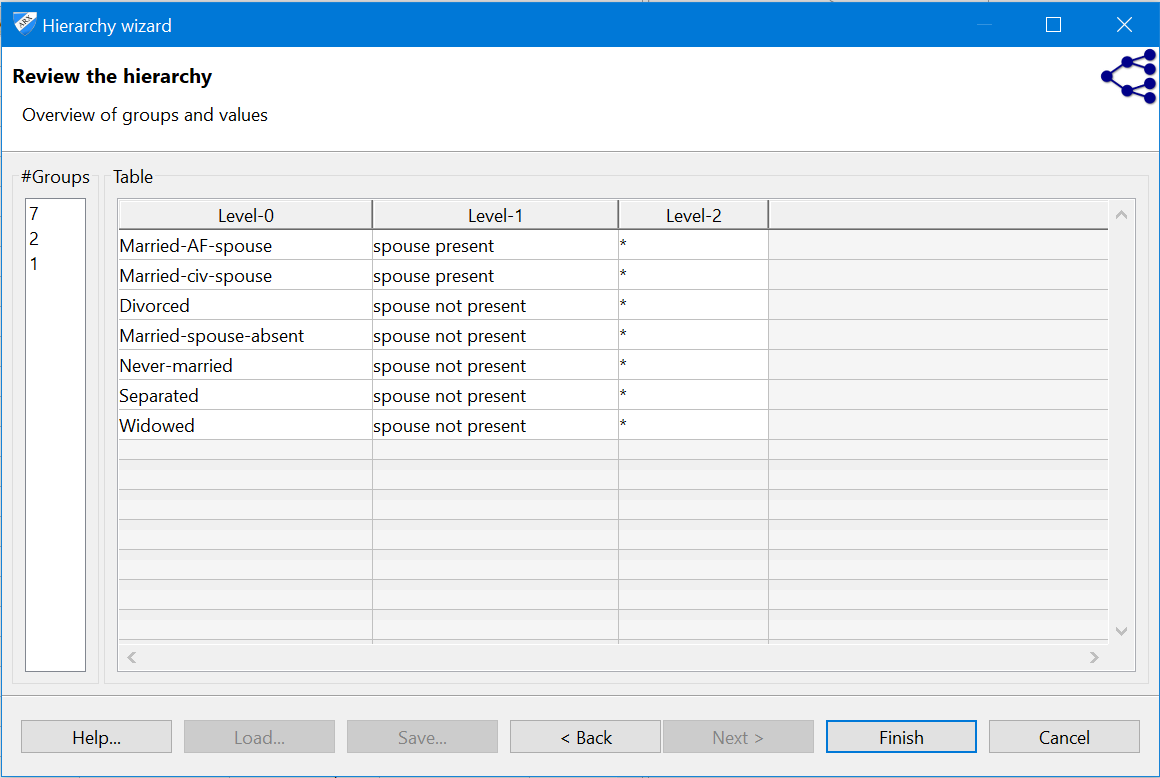 ARX
Hierarchy wizard
Review the hierarchy
Overview of groups and values
#Groups
7
2
1
Table
Level-0 Level-1 Level-2
Married-AF-spouse spouse present *
Married-civ-spouse spouse present *
Divorced spouse not present *
Married-spouse-absent spouse not present *
Never-married spouse not present *
Separated spouse not present *
Widowed spouse not present *
Help... Load... Save... < Back Next > Finish Cancel